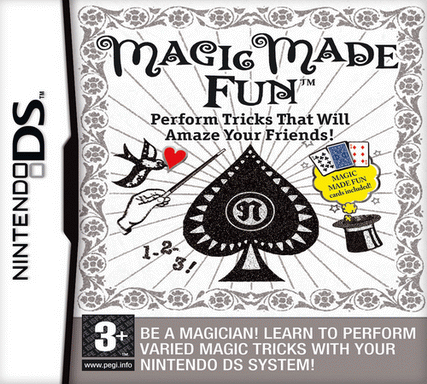 NINTENDO DS™
MAGIC MADE
FUN™
Perform Tricks That Will
Amaze Your Friends!
MAGIC
MADE FUN
cards included!
N
1-2-
3!
3+
www.pegi.info
BE A MAGICIAN! LEARN TO PERFORM
VARIED MAGIC TRICKS WITH YOUR
NINTENDO DS SYSTEM!